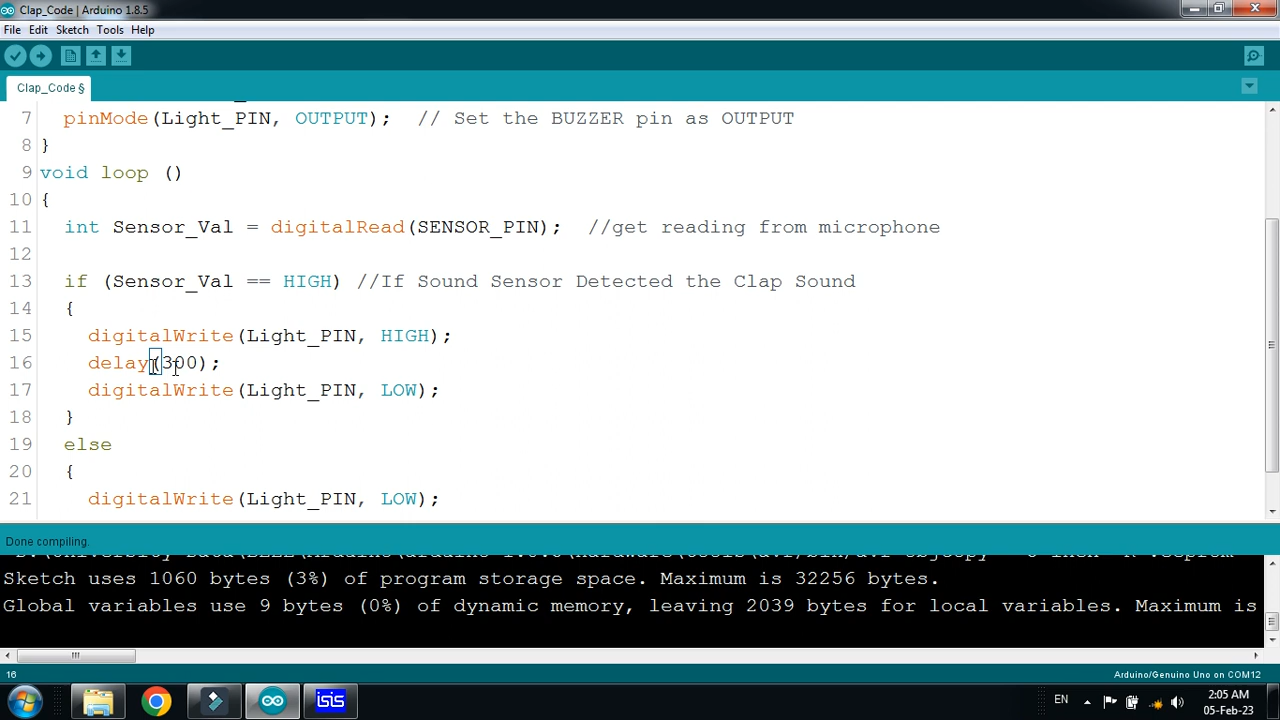 Clap_Code | Arduino 1.8.5
File Edit Sketch Tools Help
Clap_Code §
7 pinMode(Light_PIN, OUTPUT); // Set the BUZZER pin as OUTPUT
8 }
9 void loop ()
10 {
11 int Sensor_Val = digitalRead(SENSOR_PIN); //get reading from microphone
12
13 if (Sensor_Val == HIGH) //If Sound Sensor Detected the Clap Sound
14 {
15 digitalWrite(Light_PIN, HIGH);
16 delay(300);
17 digitalWrite(Light_PIN, LOW);
18 }
19 else
20 {
21 digitalWrite(Light_PIN, LOW);
Done compiling.
Sketch uses 1060 bytes (3%) of program storage space. Maximum is 32256 bytes.
Global variables use 9 bytes (0%) of dynamic memory, leaving 2039 bytes for local variables. Maximum is
16
Arduino/Genuino Uno on COM12
isis
EN
2:05 AM
05-Feb-23